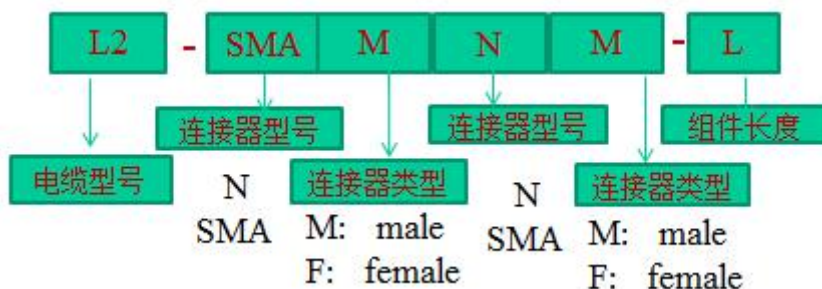 L2 - SMA M N M - L
连接器型号 连接器型号 组件长度
电缆型号 连接器类型 连接器类型
N N
SMA M: male SMA M: male
F: female F: female